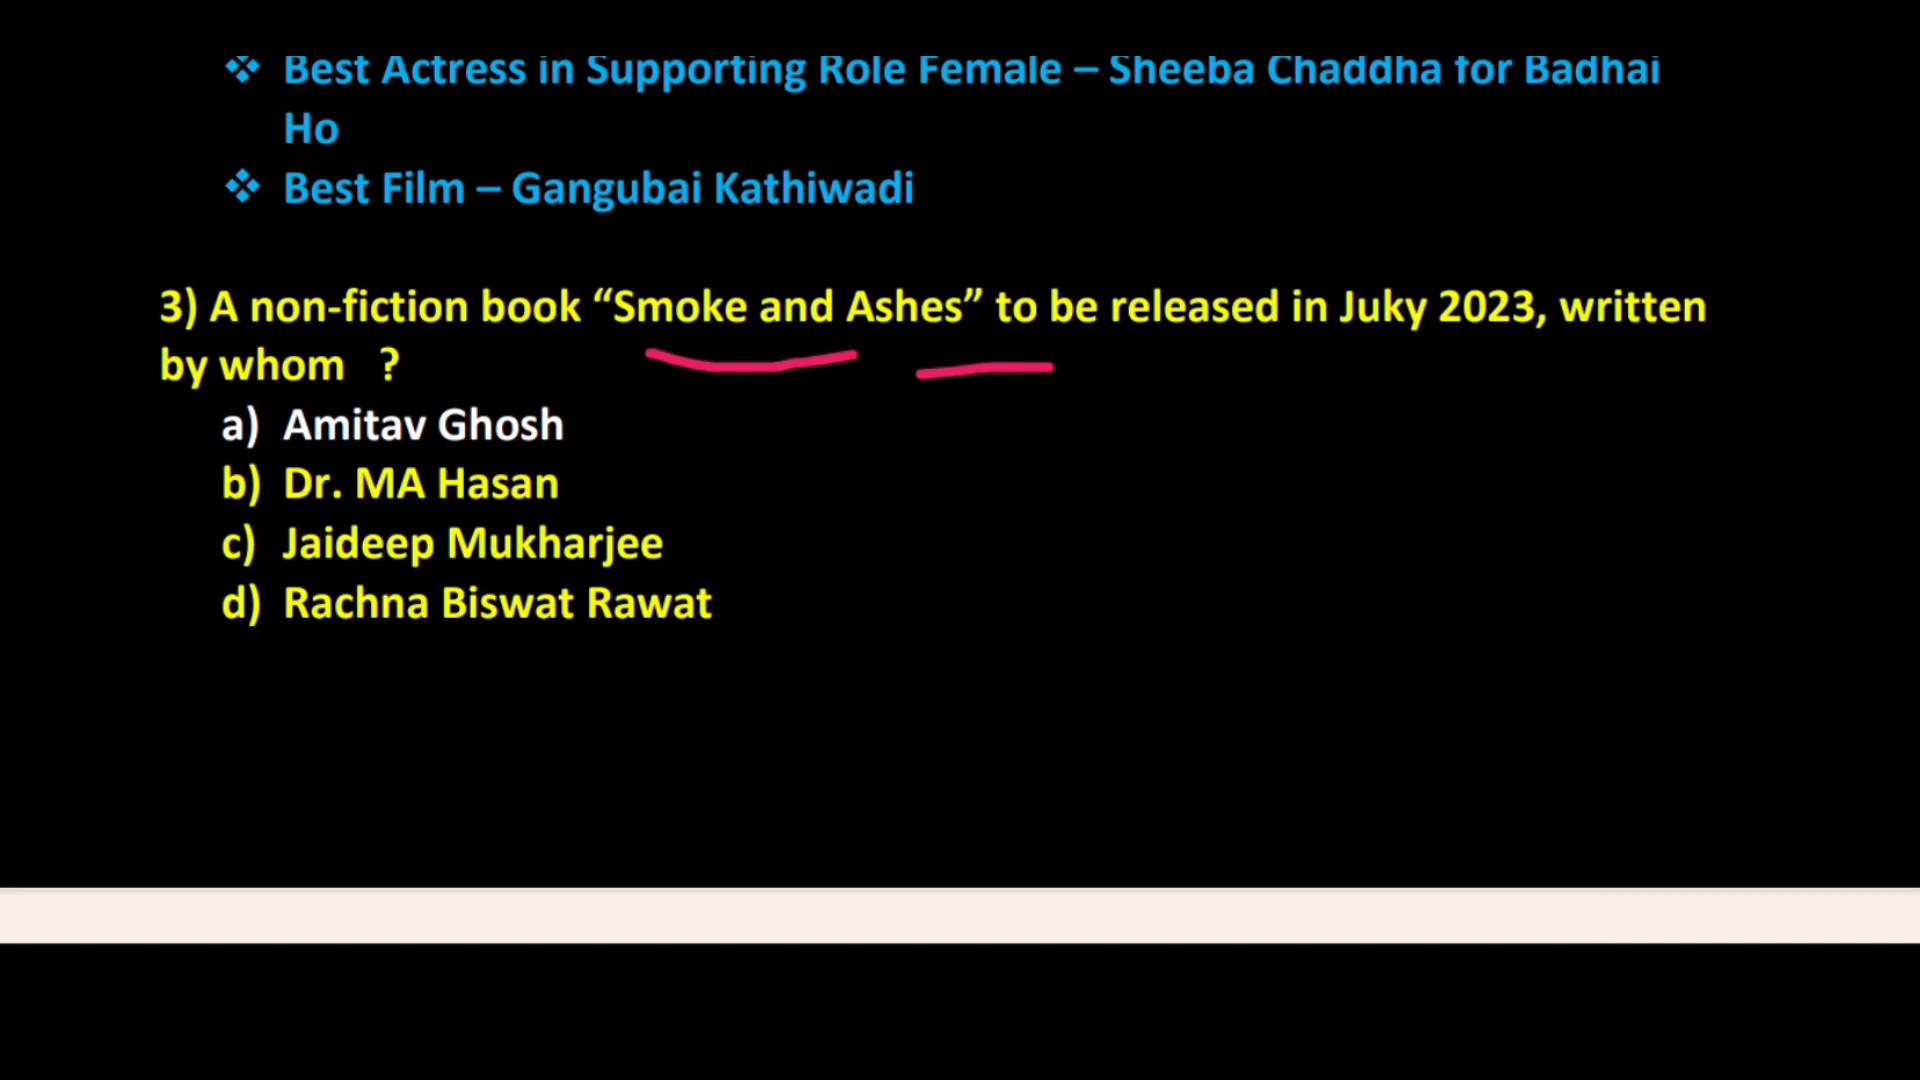 ❖ Best Actress in Supporting Role Female – Sheeba Chaddha for Badhai
Ho
❖ Best Film – Gangubai Kathiwadi
3) A non-fiction book “Smoke and Ashes” to be released in Juky 2023, written
by whom ?
a) Amitav Ghosh
b) Dr. MA Hasan
c) Jaideep Mukharjee
d) Rachna Biswat Rawat